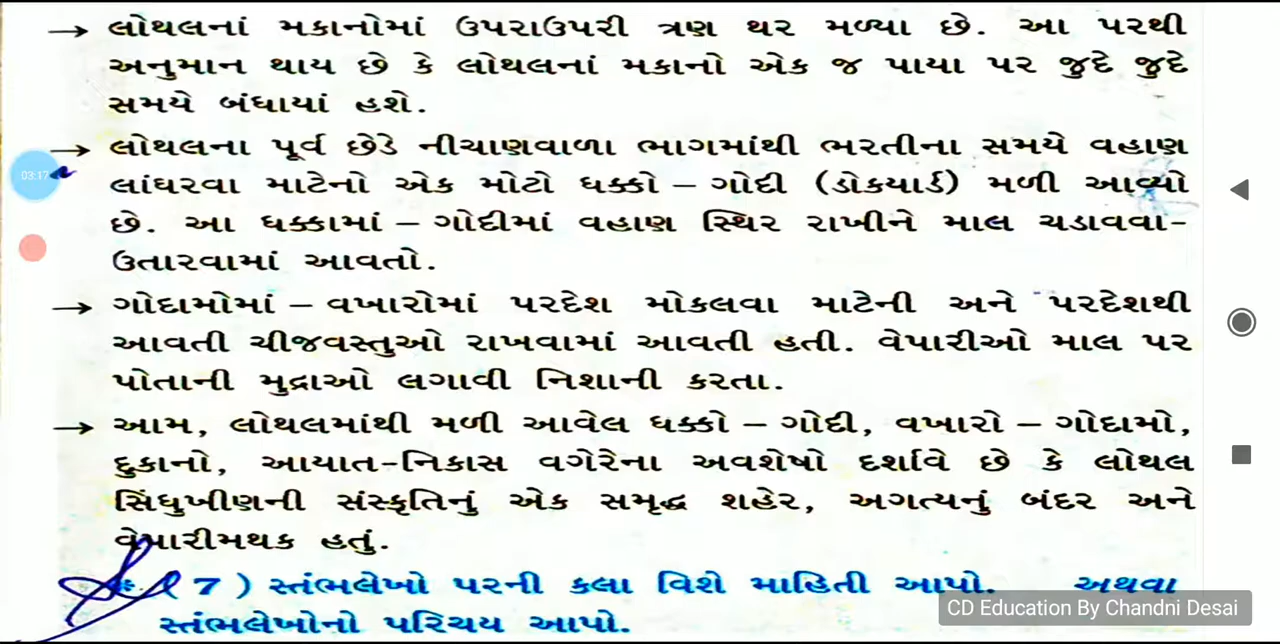 → લોથલનાં મકાનોમાં ઉપરાઉપરી ત્રણ થર મળ્યા છે. આ પરથી
અનુમાન થાય છે કે લોથલનાં મકાનો એક જ પાયા પર જુદે જુદે
સમયે બંધાયાં હશે.
→ લોથલના પૂર્વ છેડે નીચાણવાળા ભાગમાંથી ભરતીના સમયે વહાણ
03:17
લાંઘરવા માટેનો એક મોટો ધક્કો – ગોદી (ડોકયાર્ડ) મળી આવ્યો
છે. આ ધક્કામાં – ગોદીમાં વહાણ સ્થિર રાખીને માલ ચડાવવા-
ઉતારવામાં આવતો.
→ ગોદામોમાં – વખારોમાં પરદેશ મોકલવા માટેની અને પરદેશથી
આવતી ચીજવસ્તુઓ રાખવામાં આવતી હતી. વેપારીઓ માલ પર
પોતાની મુદ્રાઓ લગાવી નિશાની કરતા.
→ આમ, લોથલમાંથી મળી આવેલ ધક્કો – ગોદી, વખારો – ગોદામો,
દુકાનો, આયાત-નિકાસ વગેરેના અવશેષો દર્શાવે છે કે લોથલ
સિંધુખીણની સંસ્કૃતિનું એક સમૃદ્ધ શહેર, અગત્યનું બંદર અને
વેપારીમથક હતું.
( 7 ) સ્તંભલેખો પરની કલા વિશે માહિતી આપો. અથવા
CD Education By Chandni Desai
સ્તંભલેખોનો પરિચય આપો.